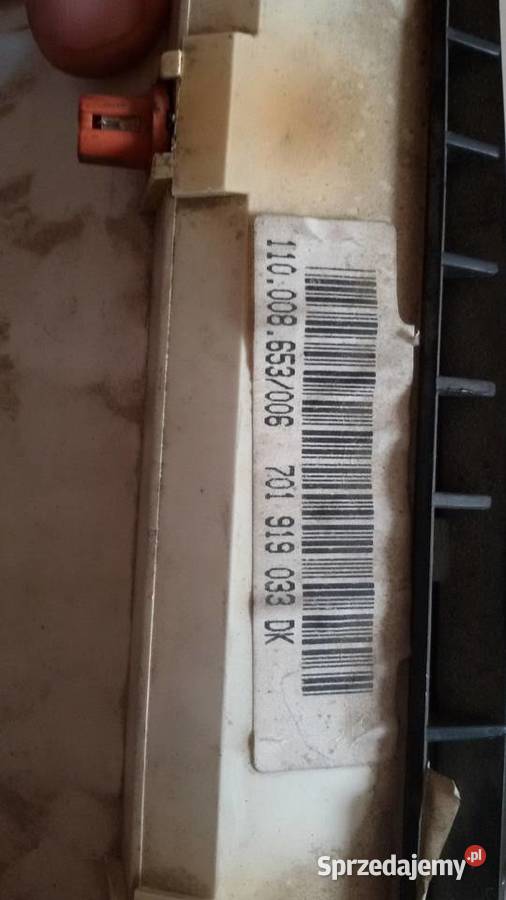 110.008.653/006 701 919 033 DK
Sprzedajemy.pl